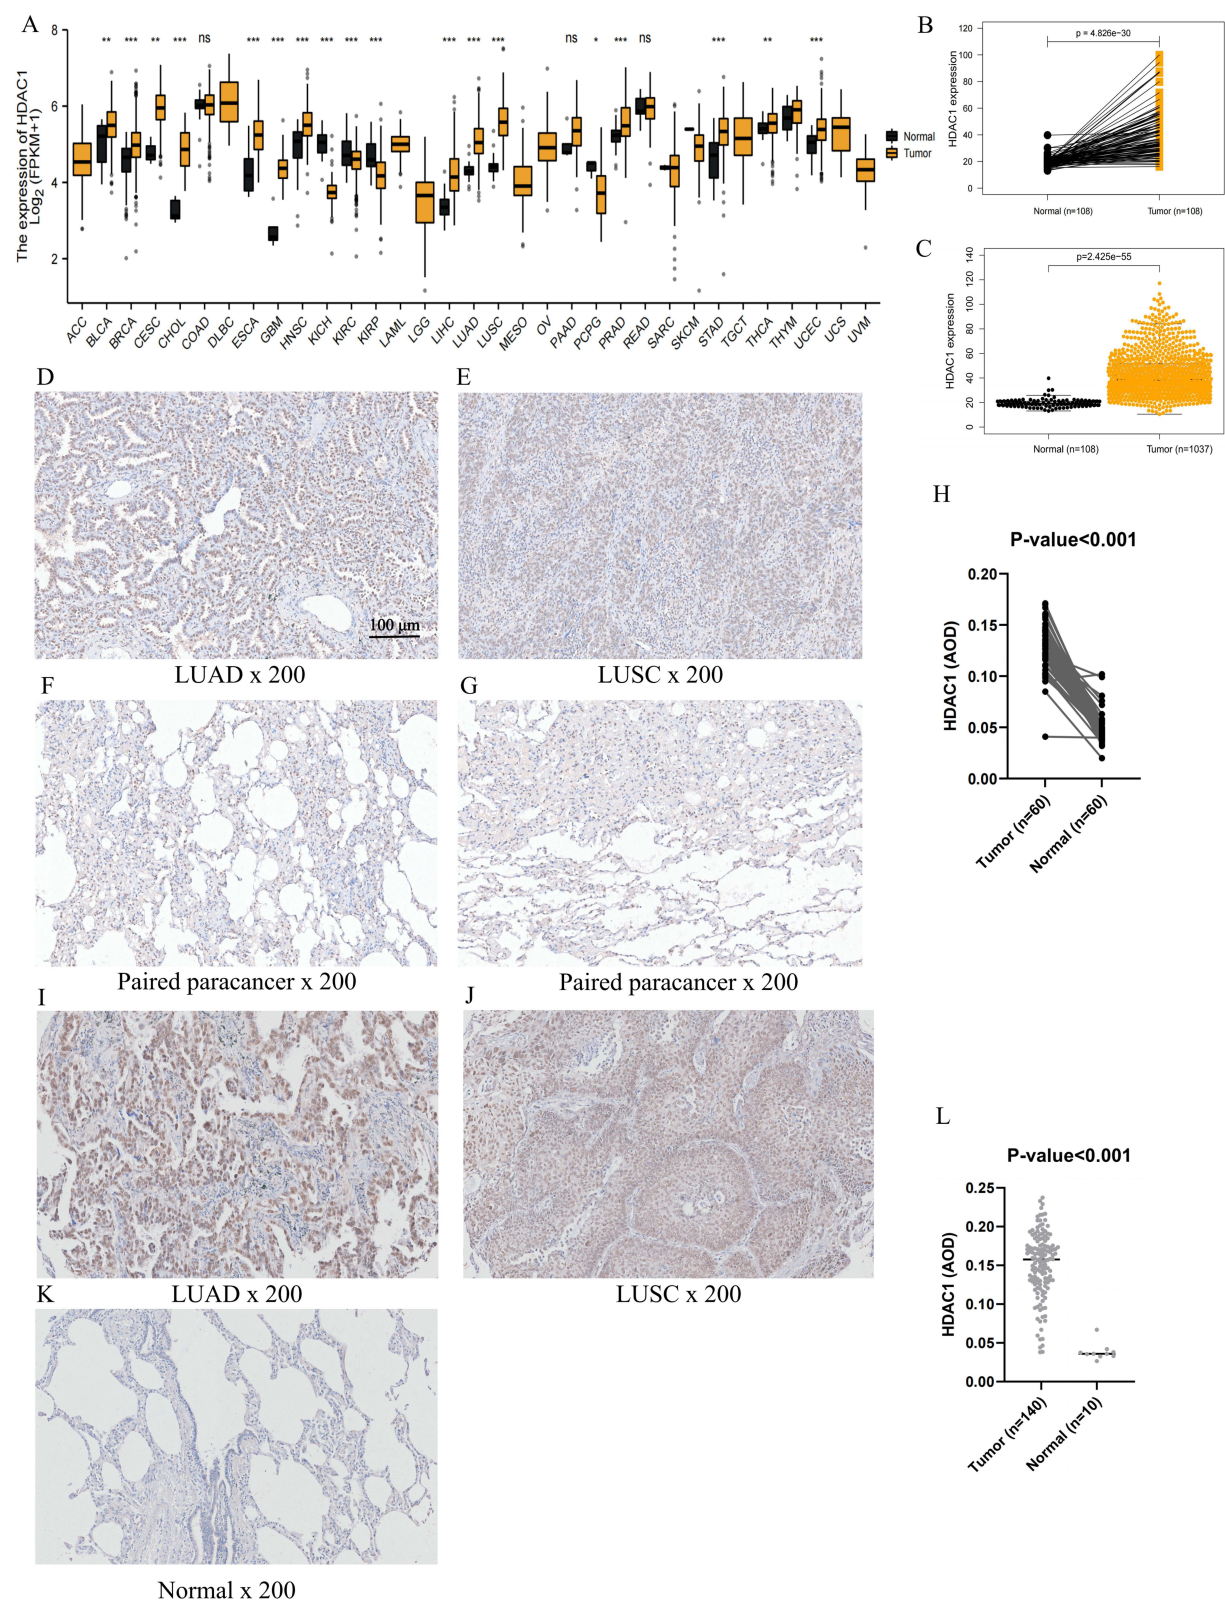 A
The expression of HDAC1
Log2 (FPKM+1)
8
6
4
2
** *** ** *** ns *** *** *** *** *** *** *** *** *** ns * *** ns *** ** ***
Normal
Tumor
ACC BLCA BRCA CESC CHOL COAD DLBC ESCA GBM HNSC KICH KIRC KIRP LAML LGG LIHC LUAD LUSC MESO OV PAAD PCPG PRAD READ SARC SKCM STAD TGCT THCA THYM UCEC UCS UVM
B
HDAC1 expression
120
100
80
60
40
20
0
p = 4.826e−30
Normal (n=108) Tumor (n=108)
C
HDAC1 expression
140
120
100
80
60
40
20
0
p=2.425e−55
Normal (n=108) Tumor (n=1037)
D
100 μm
LUAD x 200
E
LUSC x 200
F
Paired paracancer x 200
G
Paired paracancer x 200
H
P-value<0.001
HDAC1 (AOD)
0.20
0.15
0.10
0.05
0.00
Tumor (n=60) Normal (n=60)
I
LUAD x 200
J
LUSC x 200
K
Normal x 200
L
P-value<0.001
HDAC1 (AOD)
0.25
0.20
0.15
0.10
0.05
0.00
Tumor (n=140) Normal (n=10)